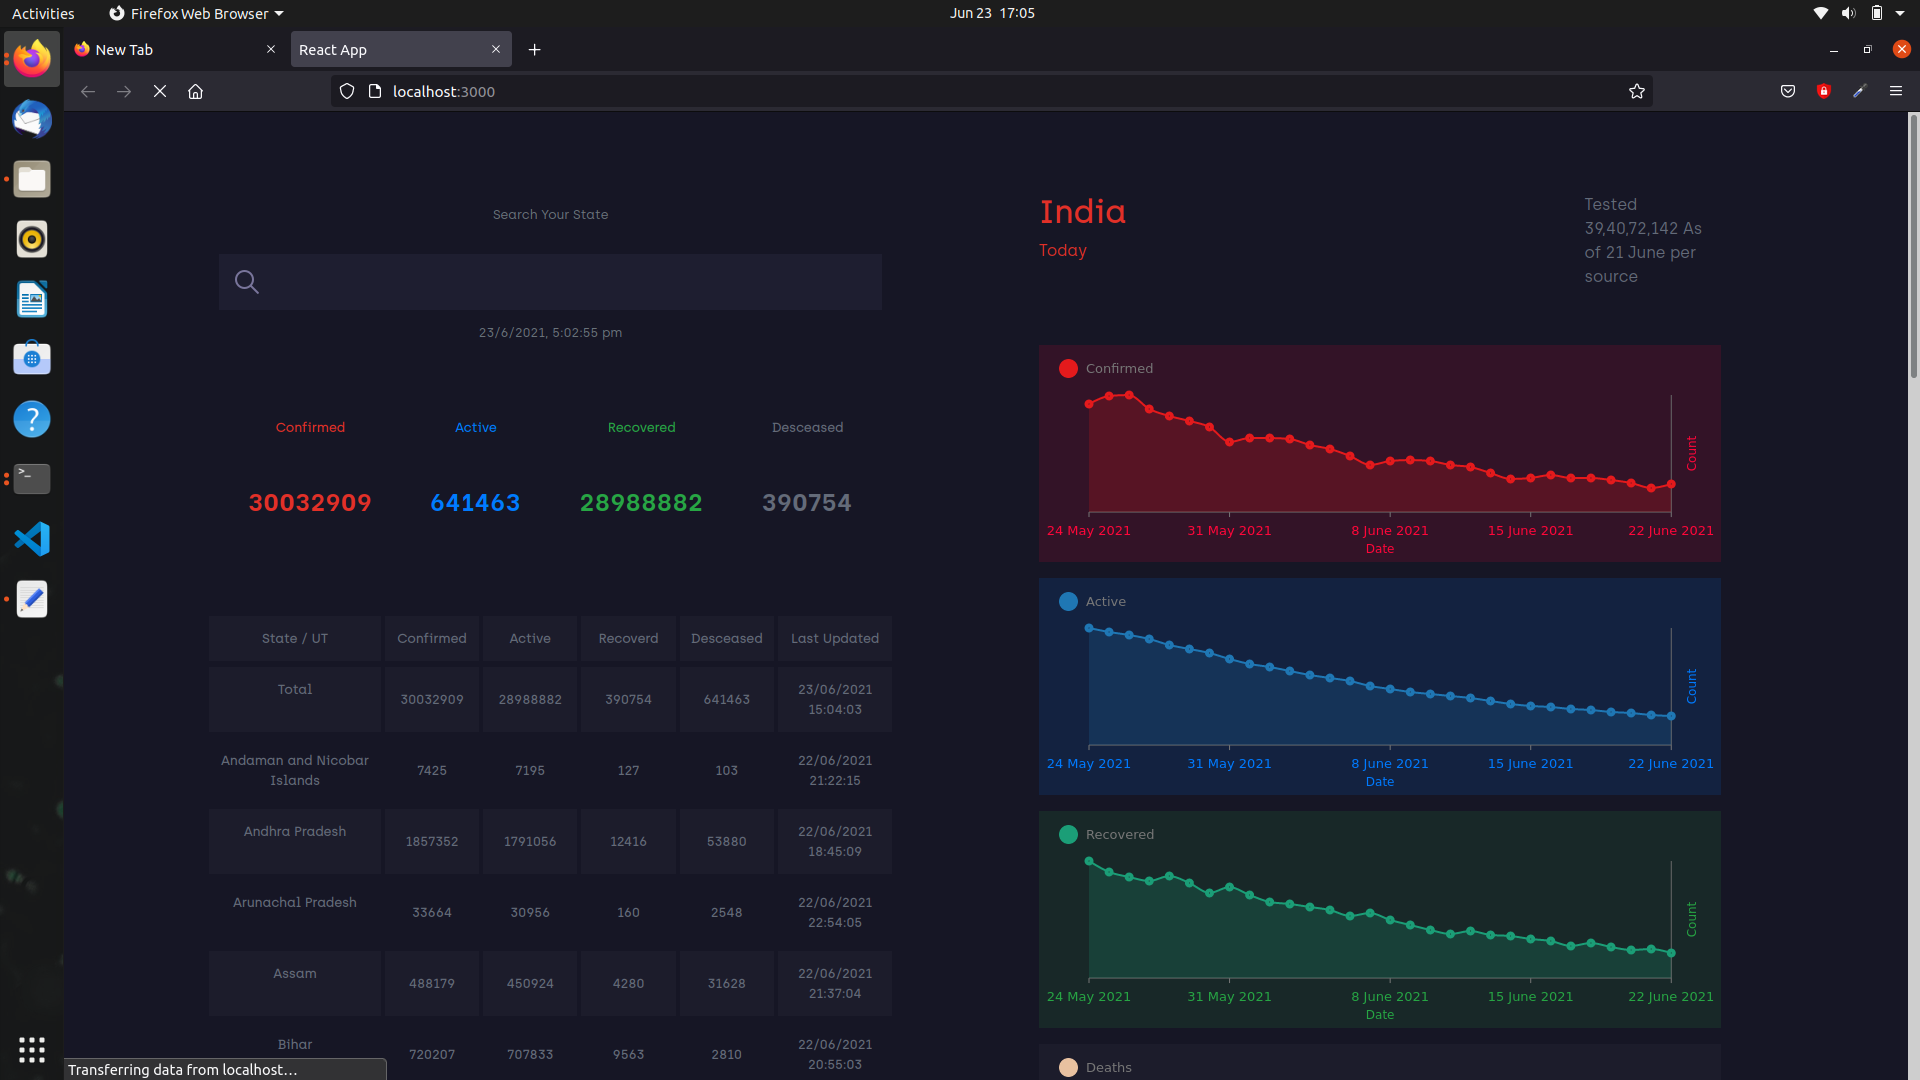 Activities
Firefox Web Browser
Jun 23 17:05
New Tab
React App
localhost:3000
Search Your State
23/6/2021, 5:02:55 pm
Confirmed Active Recovered Desceased
30032909 641463 28988882 390754
State / UT Confirmed Active Recoverd Desceased Last Updated
Total 30032909 28988882 390754 641463 23/06/2021
15:04:03
Andaman and Nicobar
Islands 7425 7195 127 103 22/06/2021
21:22:15
Andhra Pradesh 1857352 1791056 12416 53880 22/06/2021
18:45:09
Arunachal Pradesh 33664 30956 160 2548 22/06/2021
22:54:05
Assam 488179 450924 4280 31628 22/06/2021
21:37:04
Bihar 720207 707833 9563 2810 22/06/2021
20:55:03
India
Today
Tested
39,40,72,142 As
of 21 June per
source
Confirmed
Count
24 May 2021 31 May 2021 8 June 2021 15 June 2021 22 June 2021
Date
Active
Count
24 May 2021 31 May 2021 8 June 2021 15 June 2021 22 June 2021
Date
Recovered
Count
24 May 2021 31 May 2021 8 June 2021 15 June 2021 22 June 2021
Date
Deaths
Transferring data from localhost…